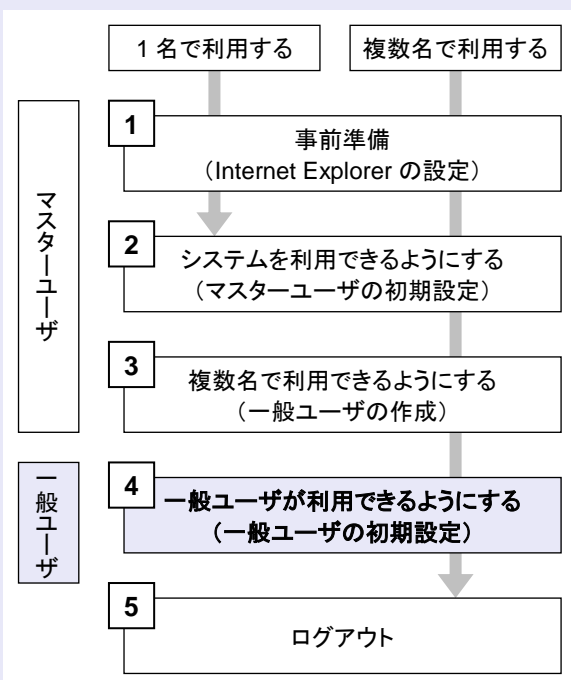 1 名で利用する
複数名で利用する
マスターユーザ
1
事前準備
（Internet Explorer の設定）
2
システムを利用できるようにする
（マスターユーザの初期設定）
3
複数名で利用できるようにする
（一般ユーザの作成）
一般ユーザ
4
一般ユーザが利用できるようにする
（一般ユーザの初期設定）
5
ログアウト